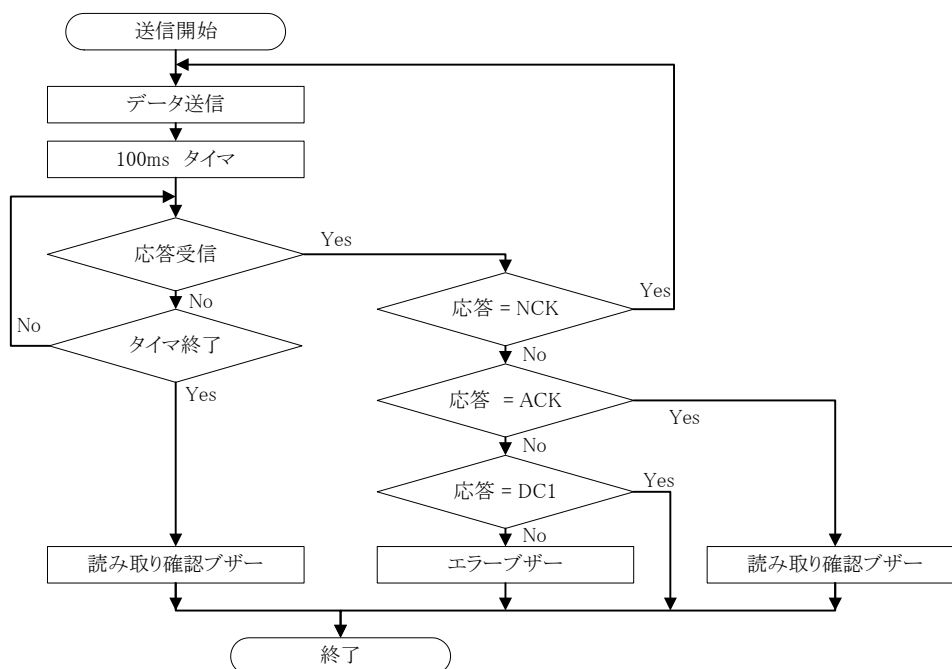 送信開始
データ送信
100ms タイマ
応答受信
Yes
No
タイマ終了
No
Yes
応答 = NCK
Yes
No
応答 = ACK
Yes
No
応答 = DC1
Yes
No
読み取り確認ブザー
エラーブザー
読み取り確認ブザー
終了